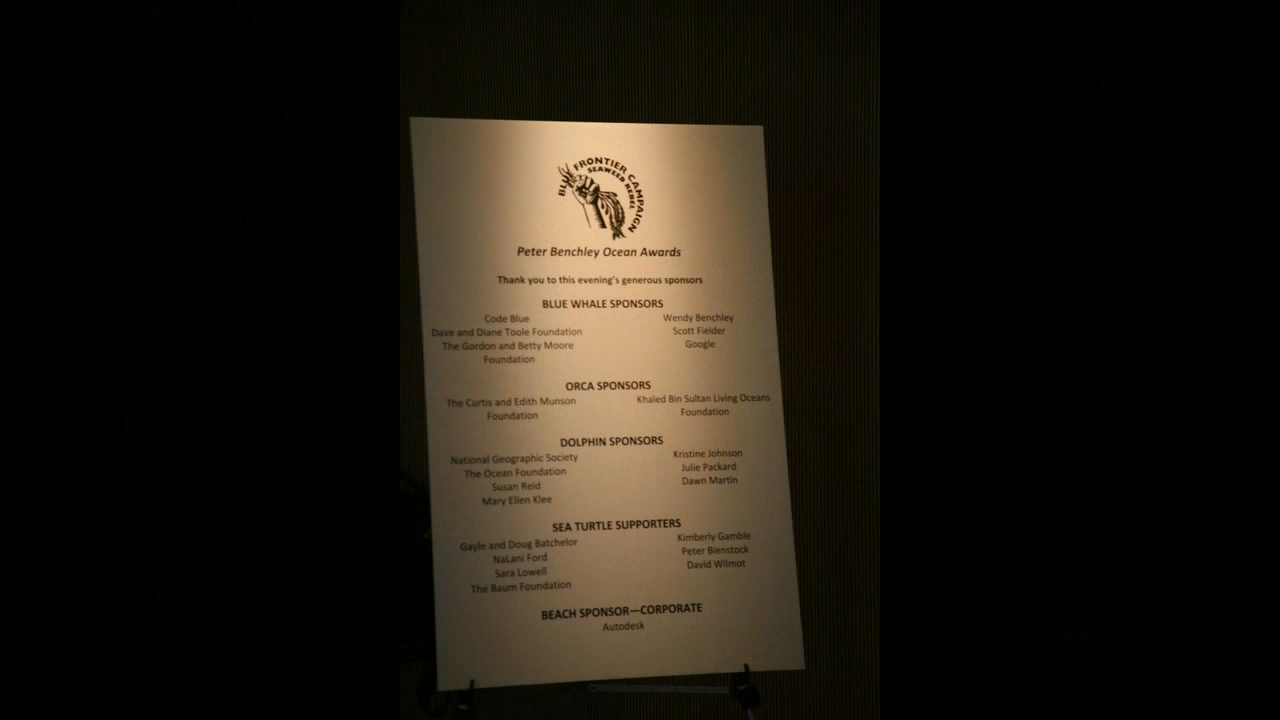 BLUE FRONTIER CAMPAIGN
SEAWEED REBEL
Peter Benchley Ocean Awards
Thank you to this evening's generous sponsors
BLUE WHALE SPONSORS
Code Blue
Dave and Diane Toole Foundation
The Gordon and Betty Moore
Foundation
Wendy Benchley
Scott Fielder
Google
ORCA SPONSORS
The Curtis and Edith Munson
Foundation
Khaled Bin Sultan Living Oceans
Foundation
DOLPHIN SPONSORS
National Geographic Society
The Ocean Foundation
Susan Reid
Mary Ellen Klee
Kristine Johnson
Julie Packard
Dawn Martin
SEA TURTLE SUPPORTERS
Gayle and Doug Batchelor
NaLani Ford
Sara Lowell
The Baum Foundation
Kimberly Gamble
Peter Bienstock
David Wilmot
BEACH SPONSOR—CORPORATE
Autodesk